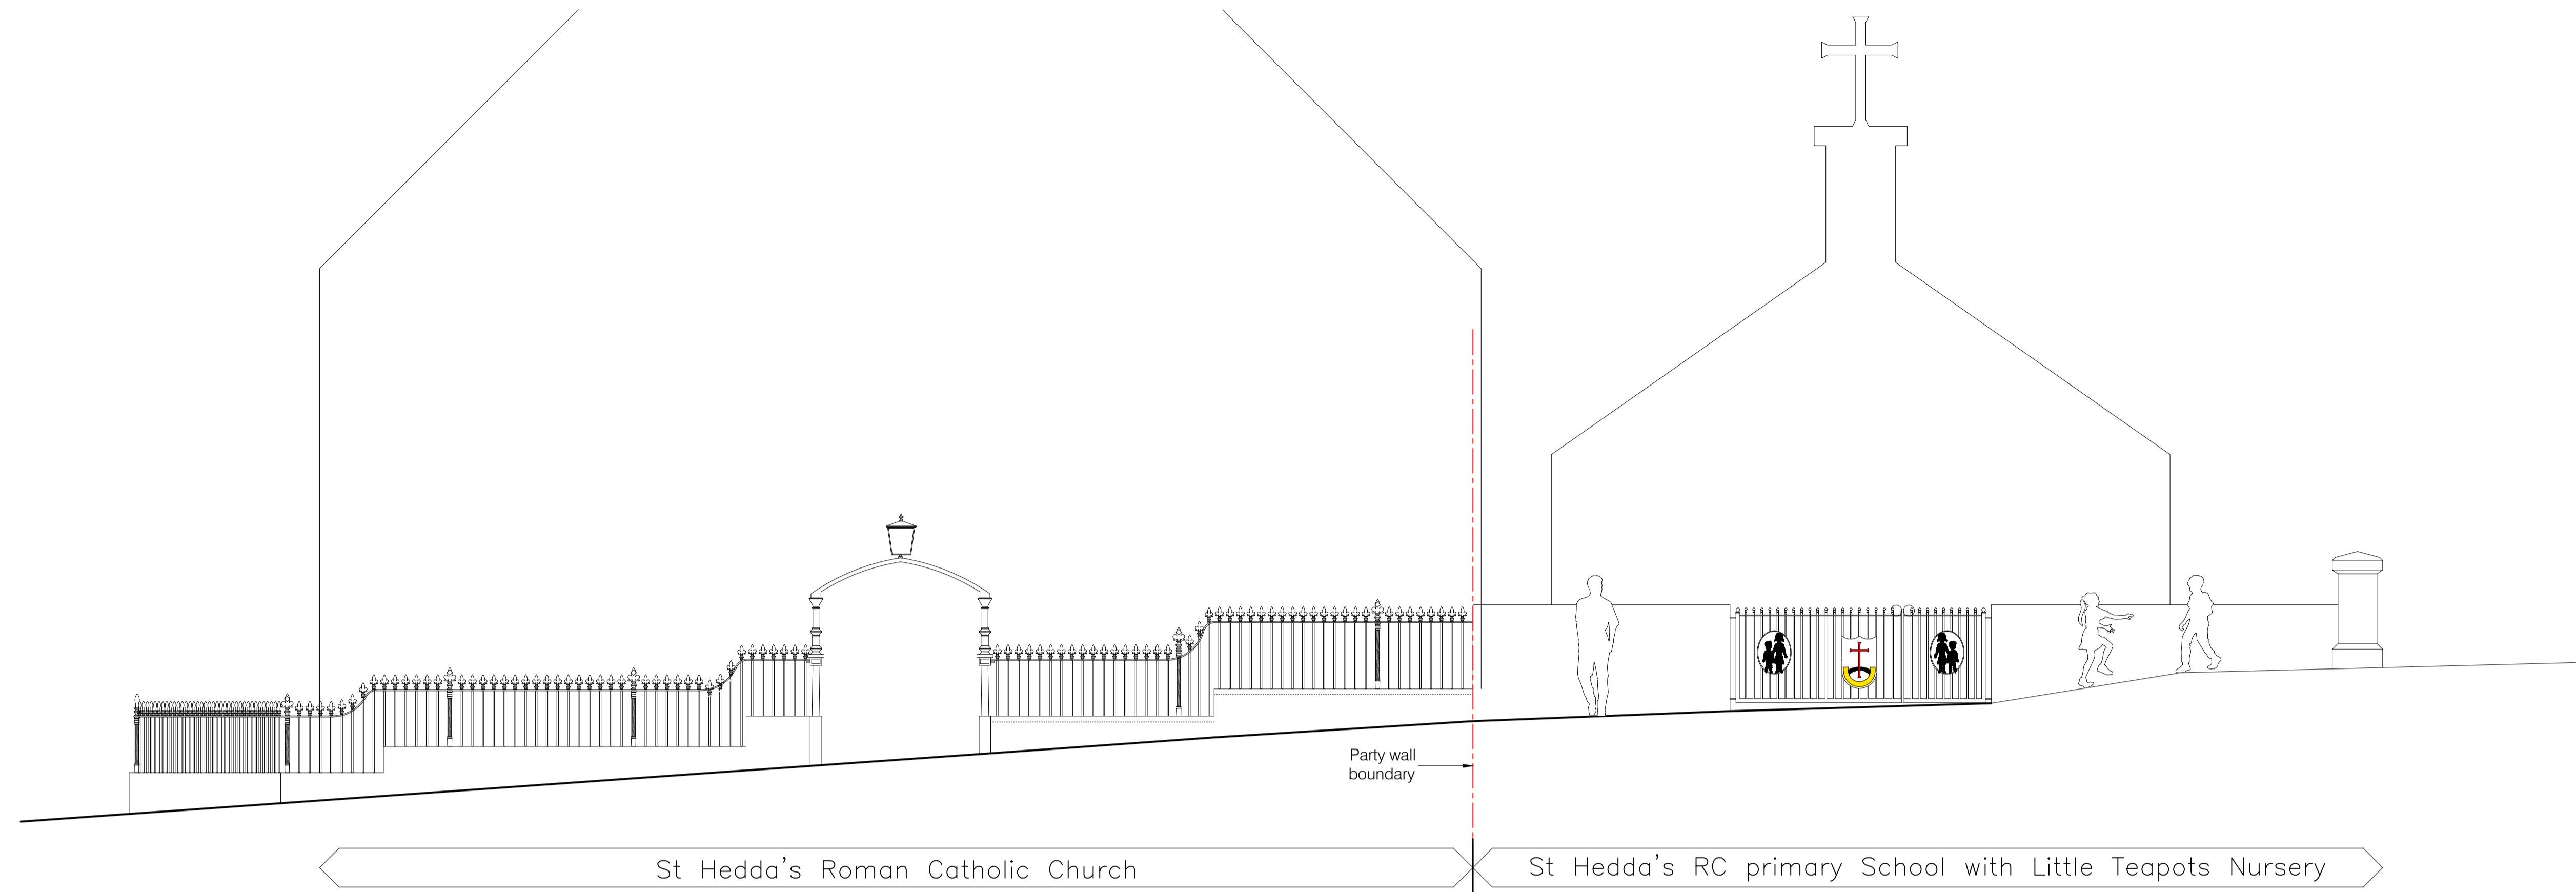 Party wall
boundary
St Hedda's Roman Catholic Church
St Hedda's RC primary School with Little Teapots Nursery